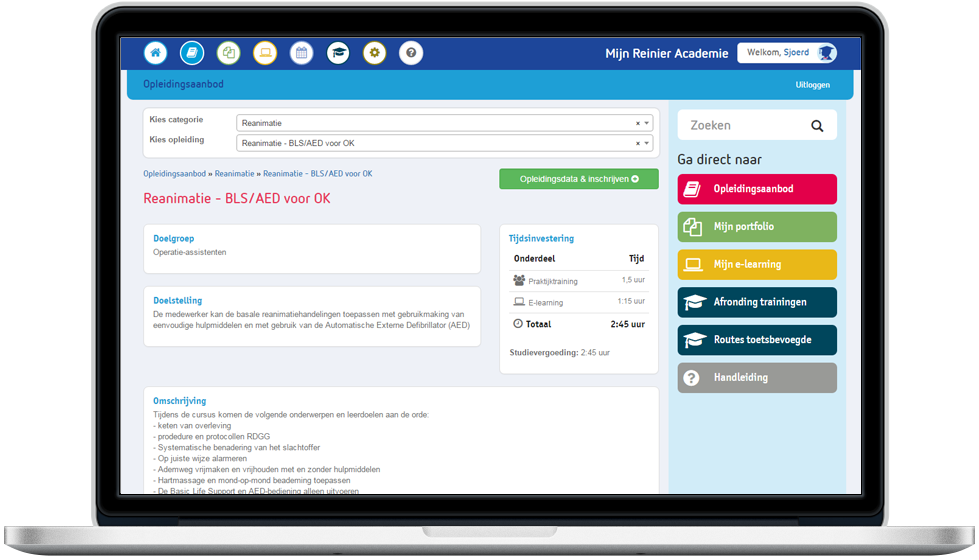 Mijn Reinier Academie
Welkom, Sjoerd
Opleidingsaanbod
Uitloggen
Kies categorie
Reanimatie
Kies opleiding
Reanimatie - BLS/AED voor OK
Opleidingsaanbod » Reanimatie » Reanimatie - BLS/AED voor OK
Opleidingsdata & inschrijven
Reanimatie - BLS/AED voor OK
Doelgroep
Operatie-assistenten
Doelstelling
De medewerker kan de basale reanimatiehandelingen toepassen met gebruikmaking van
eenvoudige hulpmiddelen en met gebruik van de Automatische Externe Defibrillator (AED)
Tijdsinvestering
Onderdeel Tijd
Praktijktraining 1,5 uur
E-learning 1:15 uur
Totaal 2:45 uur
Studievergoeding: 2:45 uur
Omschrijving
Tijdens de cursus komen de volgende onderwerpen en leerdoelen aan de orde:
- keten van overleving
- prodedure en protocollen RDGG
- Systematische benadering van het slachtoffer
- Op juiste wijze alarmeren
- Ademweg vrijmaken en vrijhouden met en zonder hulpmiddelen
- Hartmassage en mond-op-mond beademing toepassen
- De Basic Life Support en AED-bediening alleen uitvoeren
Zoeken
Ga direct naar
Opleidingsaanbod
Mijn portfolio
Mijn e-learning
Afronding trainingen
Routes toetsbevoegde
Handleiding